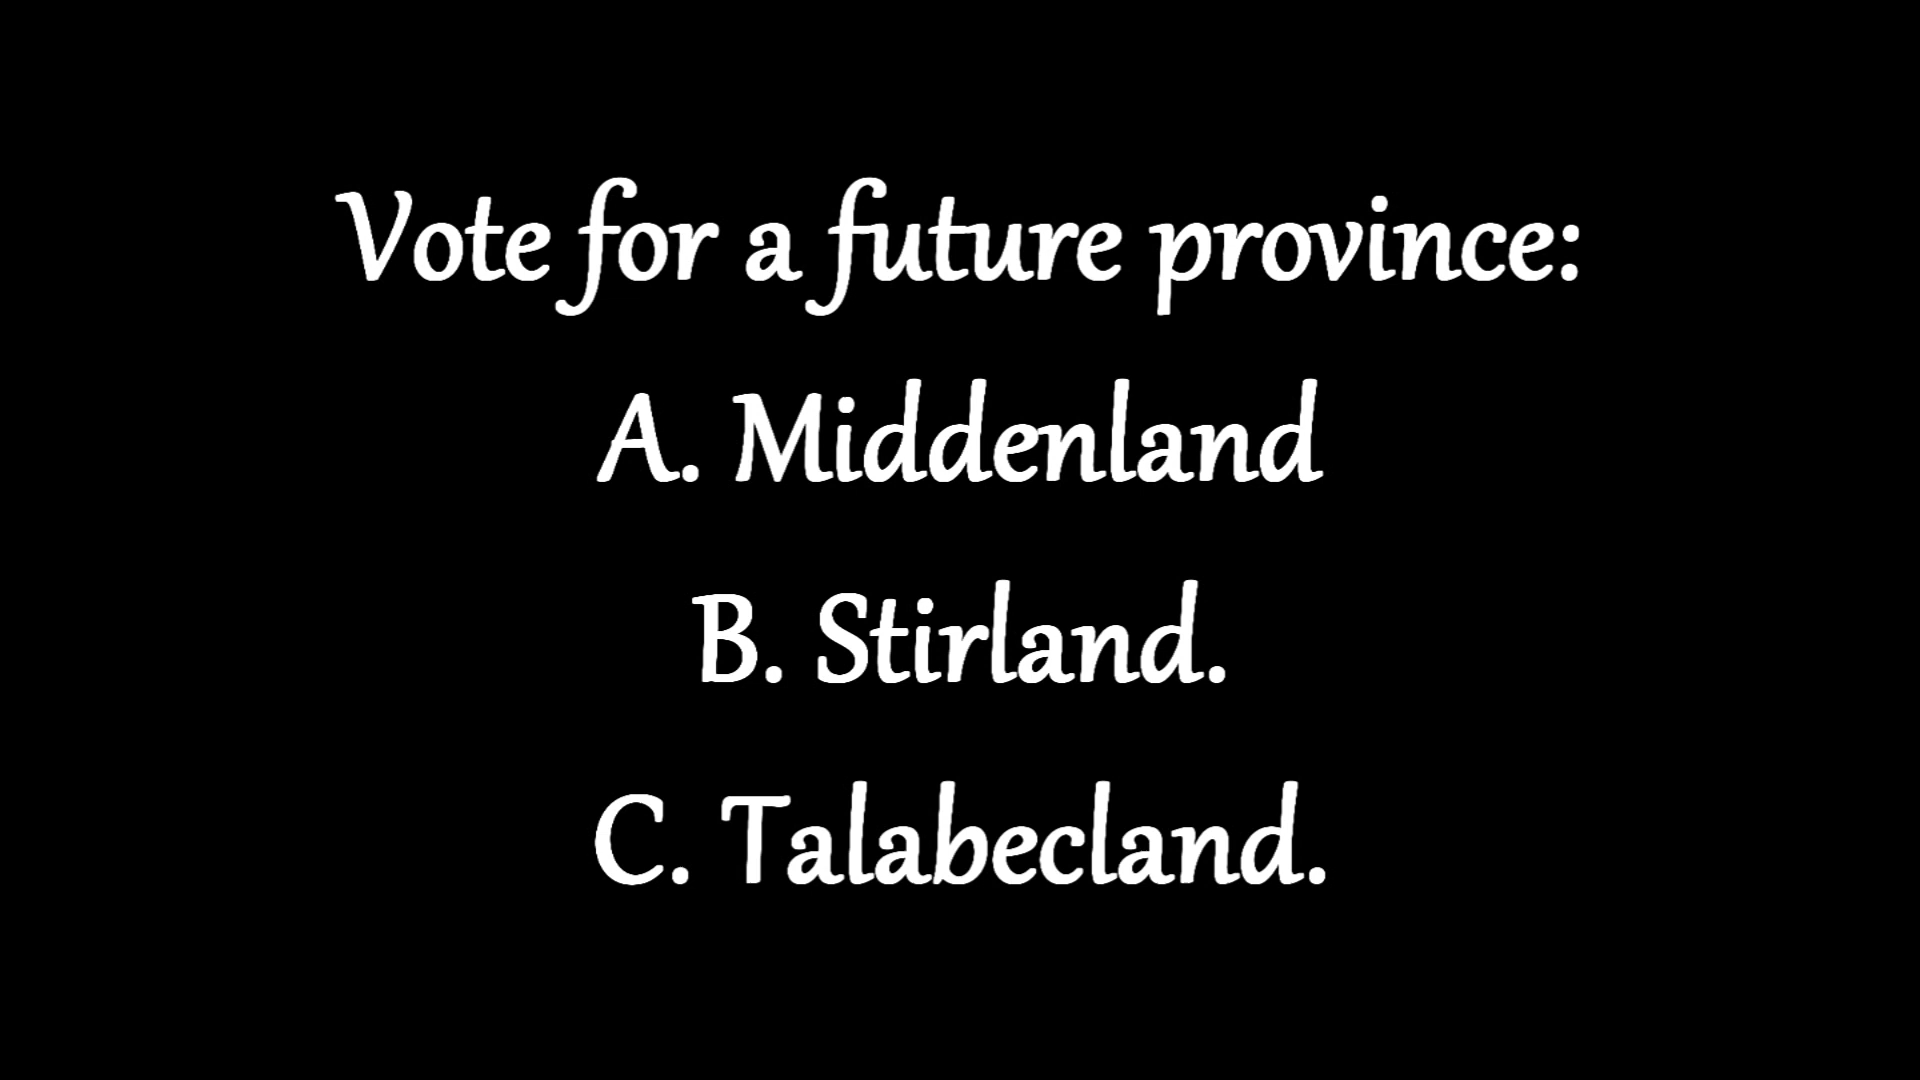 Vote for a future province:
A. Middenland
B. Stirland.
C. Talabecland.